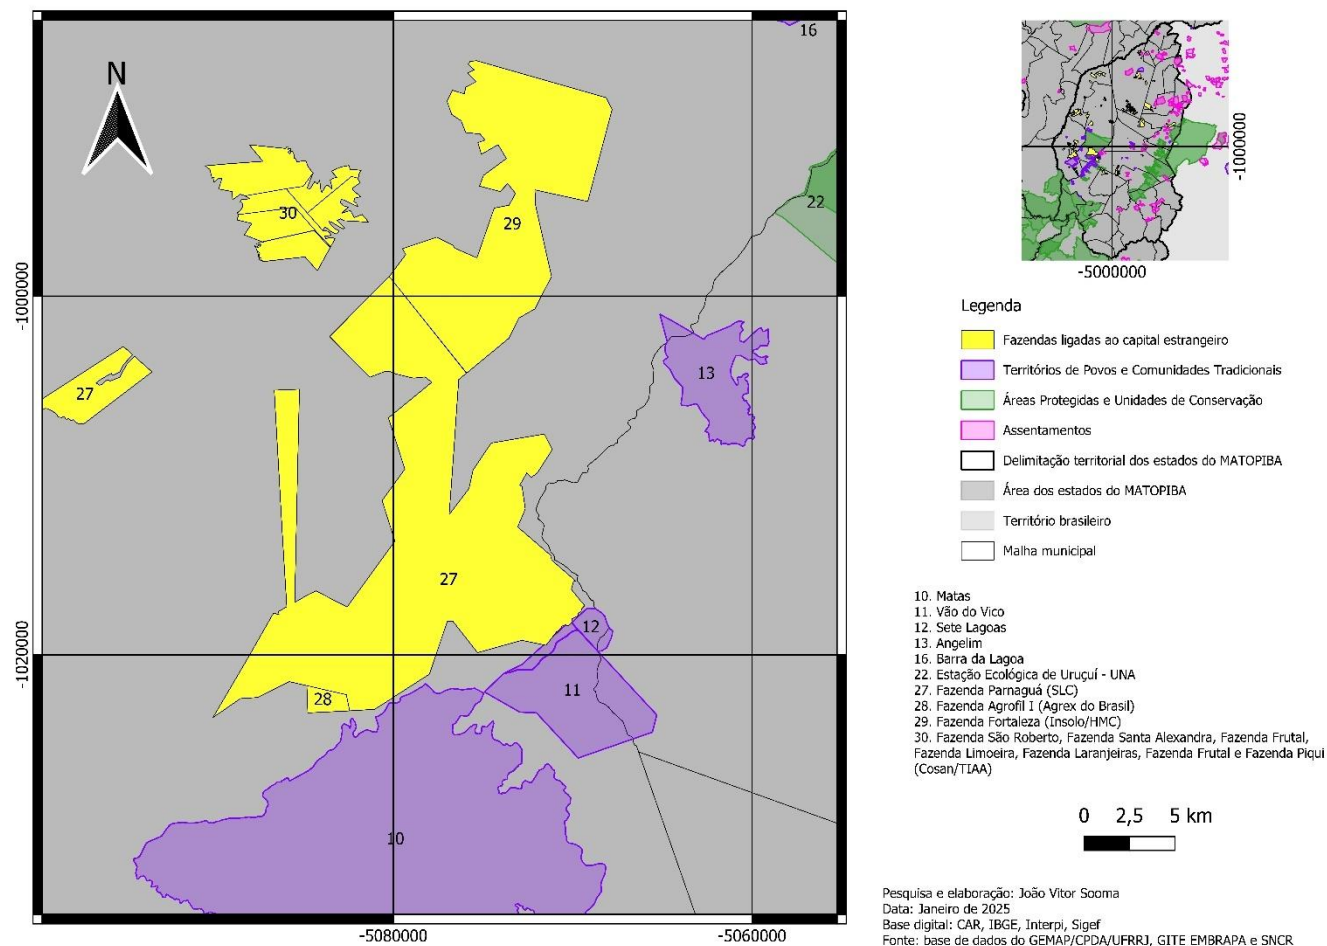 N
16
22
30
29
13
27
27
12
11
28
10
-1000000
-1020000
-5080000
-5060000
-1000000
-5000000
Legenda
Fazendas ligadas ao capital estrangeiro
Territórios de Povos e Comunidades Tradicionais
Áreas Protegidas e Unidades de Conservação
Assentamentos
Delimitação territorial dos estados do MATOPIBA
Área dos estados do MATOPIBA
Território brasileiro
Malha municipal
10. Matas
11. Vão do Vico
12. Sete Lagoas
13. Angelim
16. Barra da Lagoa
22. Estação Ecológica de Uruçuí - UNA
27. Fazenda Parnaguá (SLC)
28. Fazenda Agrofil I (Agrex do Brasil)
29. Fazenda Fortaleza (Insolo/HMC)
30. Fazenda São Roberto, Fazenda Santa Alexandra, Fazenda Frutal,
Fazenda Limoeira, Fazenda Laranjeiras, Fazenda Frutal e Fazenda Piqui
(Cosan/TIAA)
0 2,5 5 km
Pesquisa e elaboração: João Vitor Sooma
Data: Janeiro de 2025
Base digital: CAR, IBGE, Interpi, Sigef
Fonte: base de dados do GEMAP/CPDA/UFRRJ, GITE EMBRAPA e SNCR